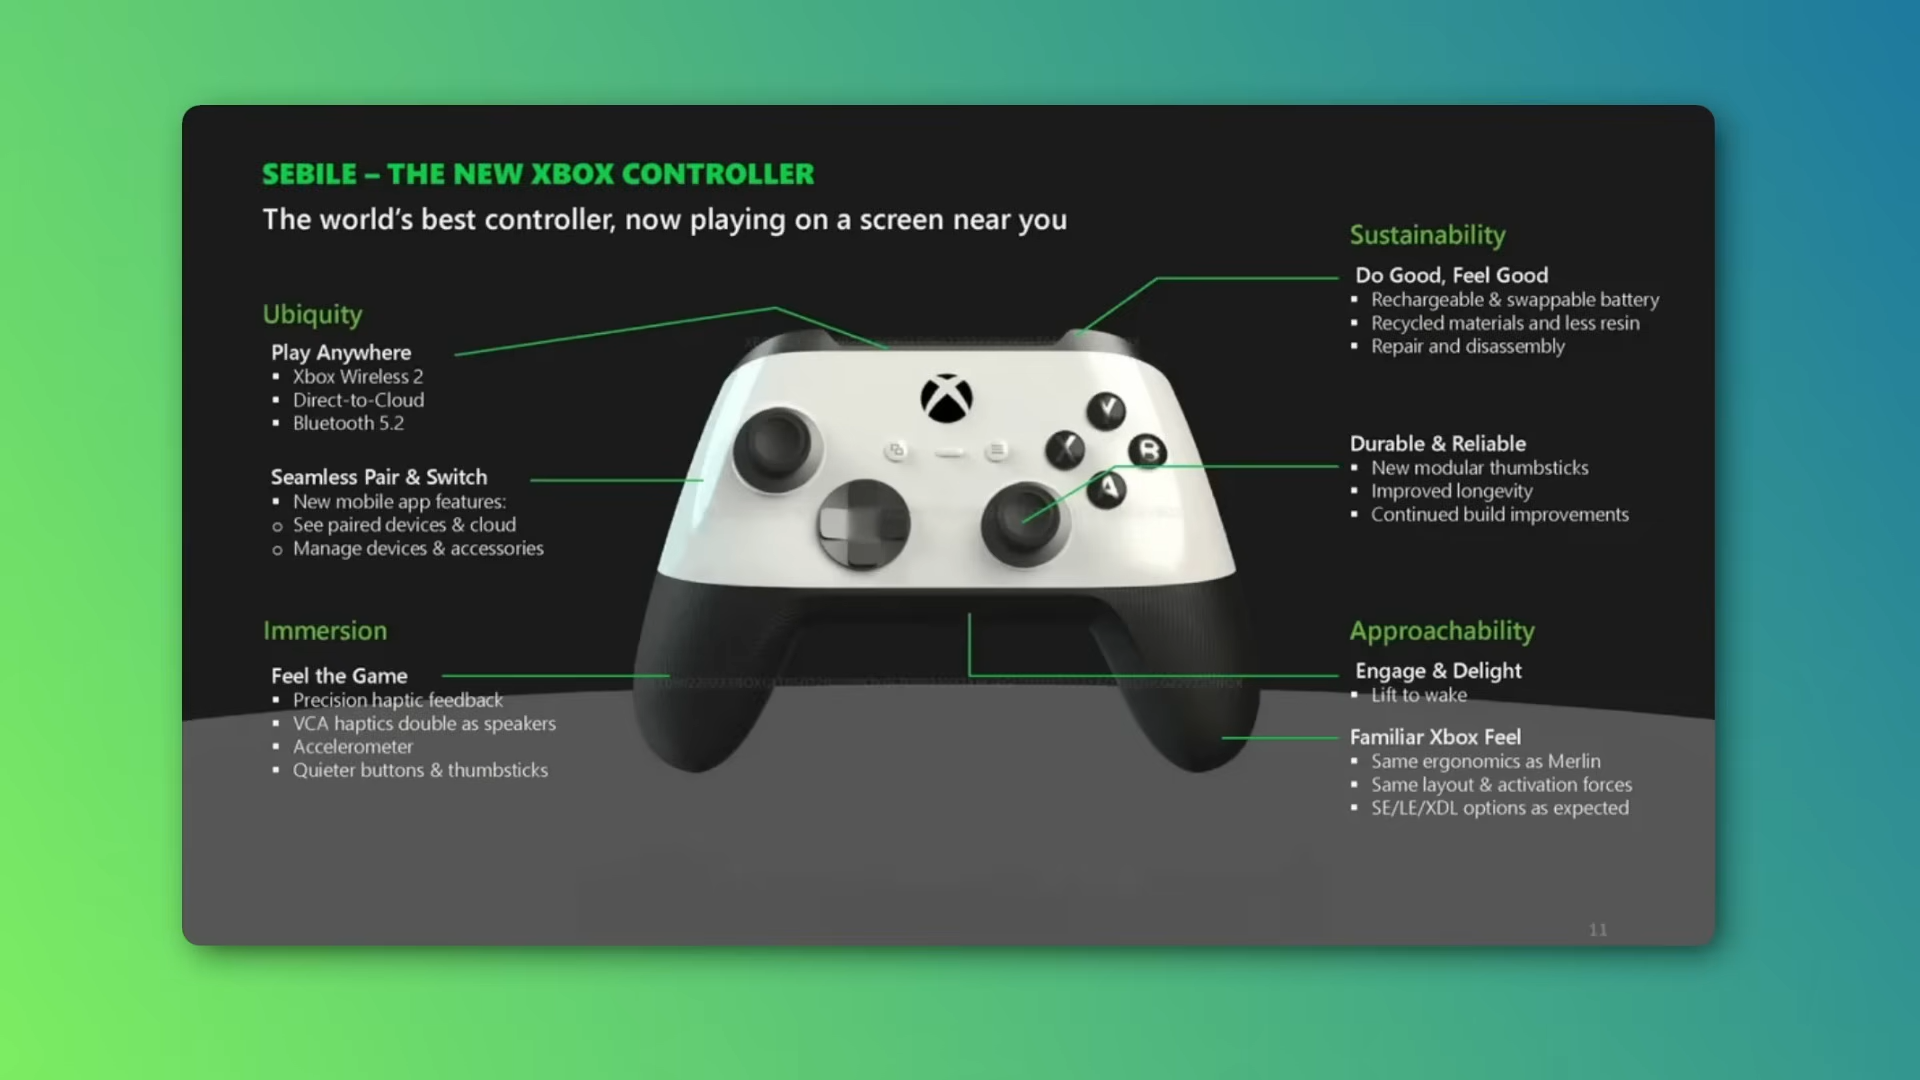 SEBILE – THE NEW XBOX CONTROLLER
The world’s best controller, now playing on a screen near you
Ubiquity
Play Anywhere
▪ Xbox Wireless 2
▪ Direct-to-Cloud
▪ Bluetooth 5.2
Seamless Pair & Switch
▪ New mobile app features:
o See paired devices & cloud
o Manage devices & accessories
Immersion
Feel the Game
▪ Precision haptic feedback
▪ VCA haptics double as speakers
▪ Accelerometer
▪ Quieter buttons & thumbsticks
Y
X
B
A
Sustainability
Do Good, Feel Good
▪ Rechargeable & swappable battery
▪ Recycled materials and less resin
▪ Repair and disassembly
Durable & Reliable
▪ New modular thumbsticks
▪ Improved longevity
▪ Continued build improvements
Approachability
Engage & Delight
▪ Lift to wake
Familiar Xbox Feel
▪ Same ergonomics as Merlin
▪ Same layout & activation forces
▪ SE/LE/XDL options as expected
11